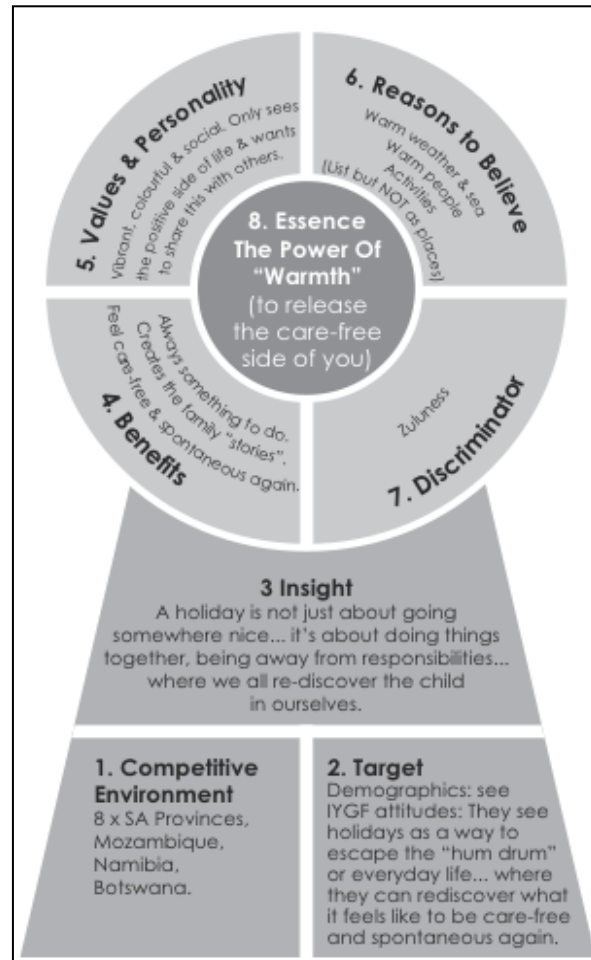 5. Values & Personality
Vibrant, colourful & social. Only sees
the positive side of life & wants
to share this with others.
6. Reasons to Believe
Warm weather & sea
Warm people
Activities
(List but NOT as places)
8. Essence
The Power Of
“Warmth”
(to release
the care-free
side of you)
Always something to do.
Creates the family “stories”.
Feel care-free & spontaneous again.
4. Benefits
Zuluness
7. Discriminator
3 Insight
A holiday is not just about going
somewhere nice... it’s about doing things
together, being away from responsibilities...
where we all re-discover the child
in ourselves.
1. Competitive
Environment
8 x SA Provinces,
Mozambique,
Namibia,
Botswana.
2. Target
Demographics: see
IYGF attitudes: They see
holidays as a way to
escape the “hum drum”
or everyday life... where
they can rediscover what
it feels like to be care-free
and spontaneous again.